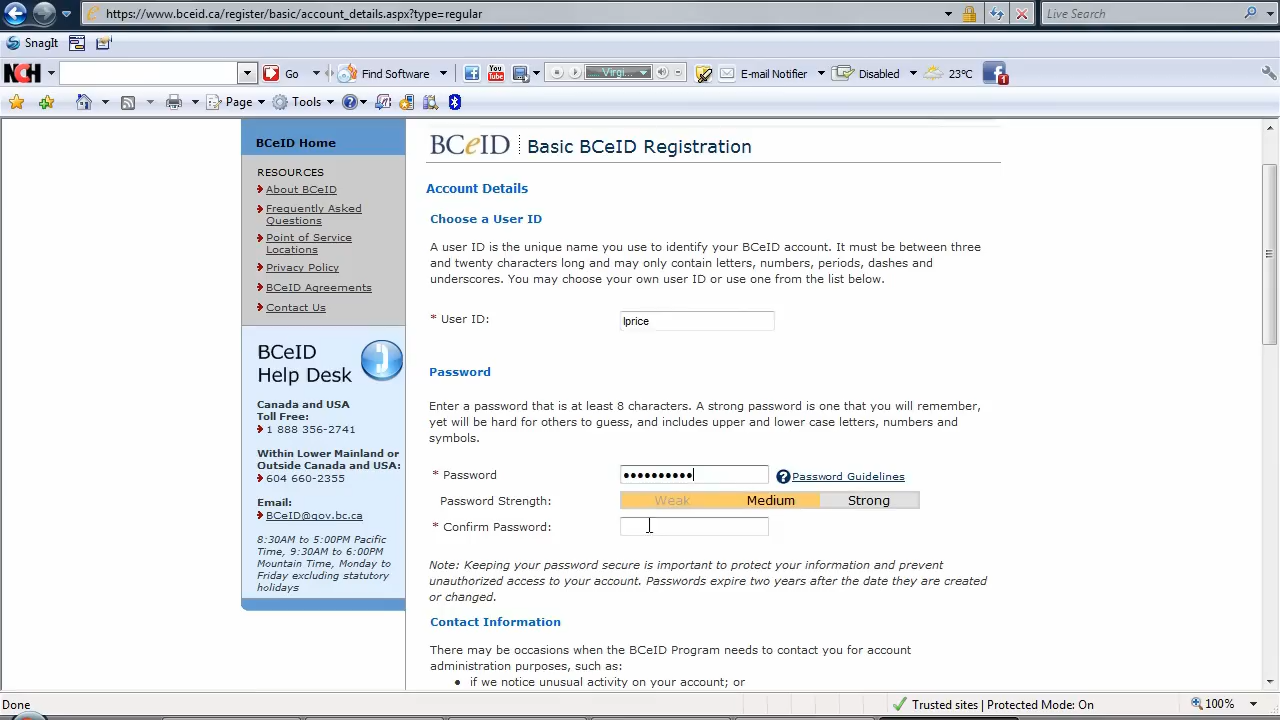 https://www.bceid.ca/register/basic/account_details.aspx?type=regular
Live Search
SnagIt
NCH
Go
Find Software
You Tube
Virgi...
E-mail Notifier
Disabled
23°C
1
Page
Tools
BCeID Home
RESOURCES
About BCeID
Frequently Asked
Questions
Point of Service
Locations
Privacy Policy
BCeID Agreements
Contact Us
BCeID
Help Desk
Canada and USA
Toll Free:
1 888 356-2741
Within Lower Mainland or
Outside Canada and USA:
604 660-2355
Email:
BCeID@gov.bc.ca
8:30AM to 5:00PM Pacific
Time, 9:30AM to 6:00PM
Mountain Time, Monday to
Friday excluding statutory
holidays
BCeID Basic BCeID Registration
Account Details
Choose a User ID
A user ID is the unique name you use to identify your BCeID account. It must be between three
and twenty characters long and may only contain letters, numbers, periods, dashes and
underscores. You may choose your own user ID or use one from the list below.
* User ID: lprice
Password
Enter a password that is at least 8 characters. A strong password is one that you will remember,
yet will be hard for others to guess, and includes upper and lower case letters, numbers and
symbols.
* Password •••••••••• Password Guidelines
Password Strength: Weak Medium Strong
* Confirm Password:
Note: Keeping your password secure is important to protect your information and prevent
unauthorized access to your account. Passwords expire two years after the date they are created
or changed.
Contact Information
There may be occasions when the BCeID Program needs to contact you for account
administration purposes, such as:
• if we notice unusual activity on your account; or
Done
Trusted sites | Protected Mode: On
100%